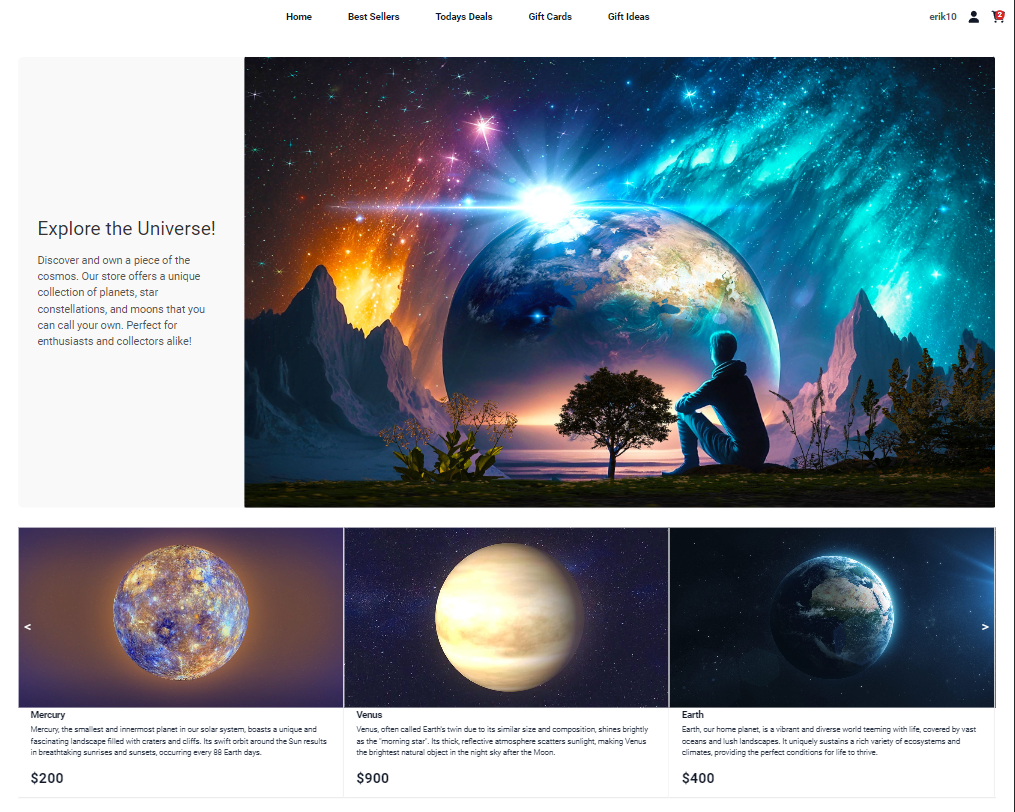 Home Best Sellers Todays Deals Gift Cards Gift Ideas erik10 2
Explore the Universe!
Discover and own a piece of the
cosmos. Our store offers a unique
collection of planets, star
constellations, and moons that you
can call your own. Perfect for
enthusiasts and collectors alike!
< >
Mercury
Mercury, the smallest and innermost planet in our solar system, boasts a unique and
fascinating landscape filled with craters and cliffs. Its swift orbit around the Sun results
in breathtaking sunrises and sunsets, occurring every 88 Earth days.
$200
Venus
Venus, often called Earth's twin due to its similar size and composition, shines brightly
as the "morning star". Its thick, reflective atmosphere scatters sunlight, making Venus
the brightest natural object in the night sky after the Moon.
$900
Earth
Earth, our home planet, is a vibrant and diverse world teeming with life, covered by vast
oceans and lush landscapes. It uniquely sustains a rich variety of ecosystems and
climates, providing the perfect conditions for life to thrive.
$400